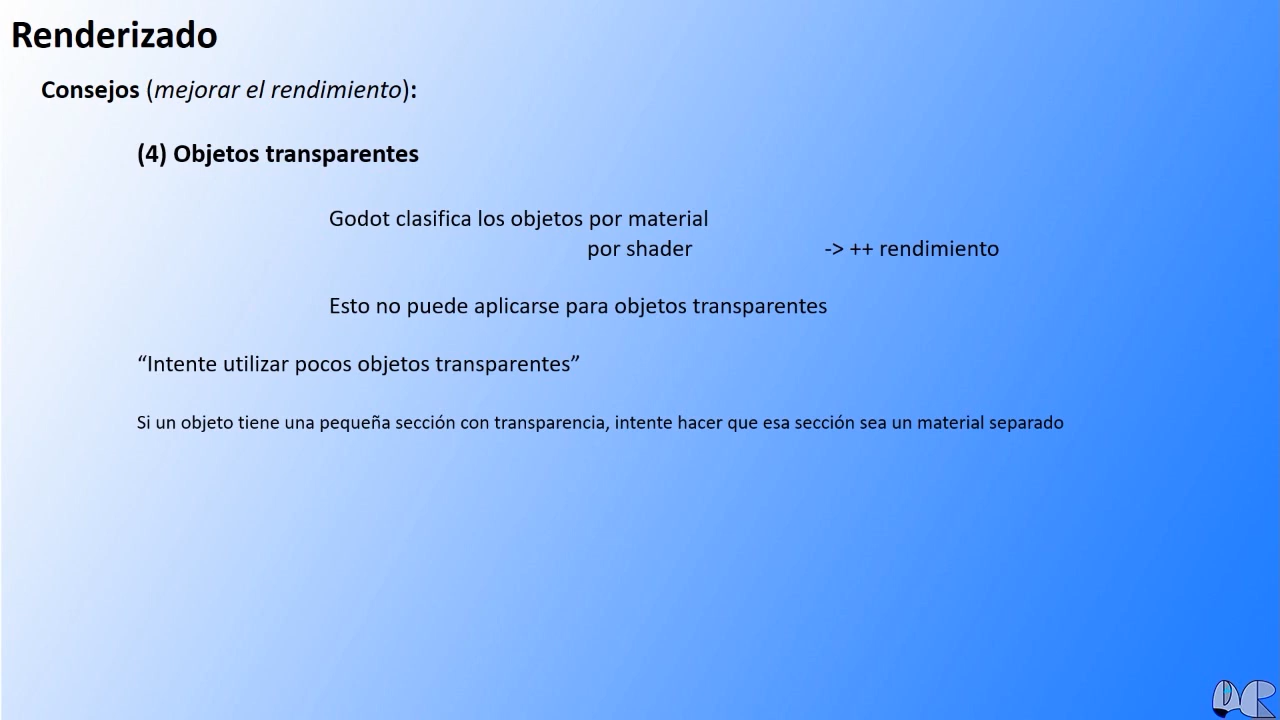 Renderizado
Consejos (mejorar el rendimiento):
(4) Objetos transparentes
Godot clasifica los objetos por material
por shader -> ++ rendimiento
Esto no puede aplicarse para objetos transparentes
“Intente utilizar pocos objetos transparentes”
Si un objeto tiene una pequeña sección con transparencia, intente hacer que esa sección sea un material separado